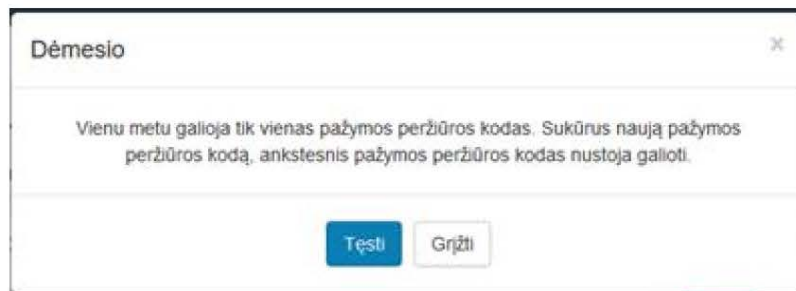 Dėmesio
×
Vienu metu galioja tik vienas pažymos peržiūros kodas. Sukūrus naują pažymos
peržiūros kodą, ankstesnis pažymos peržiūros kodas nustoja galioti.
Tęsti Grįžti